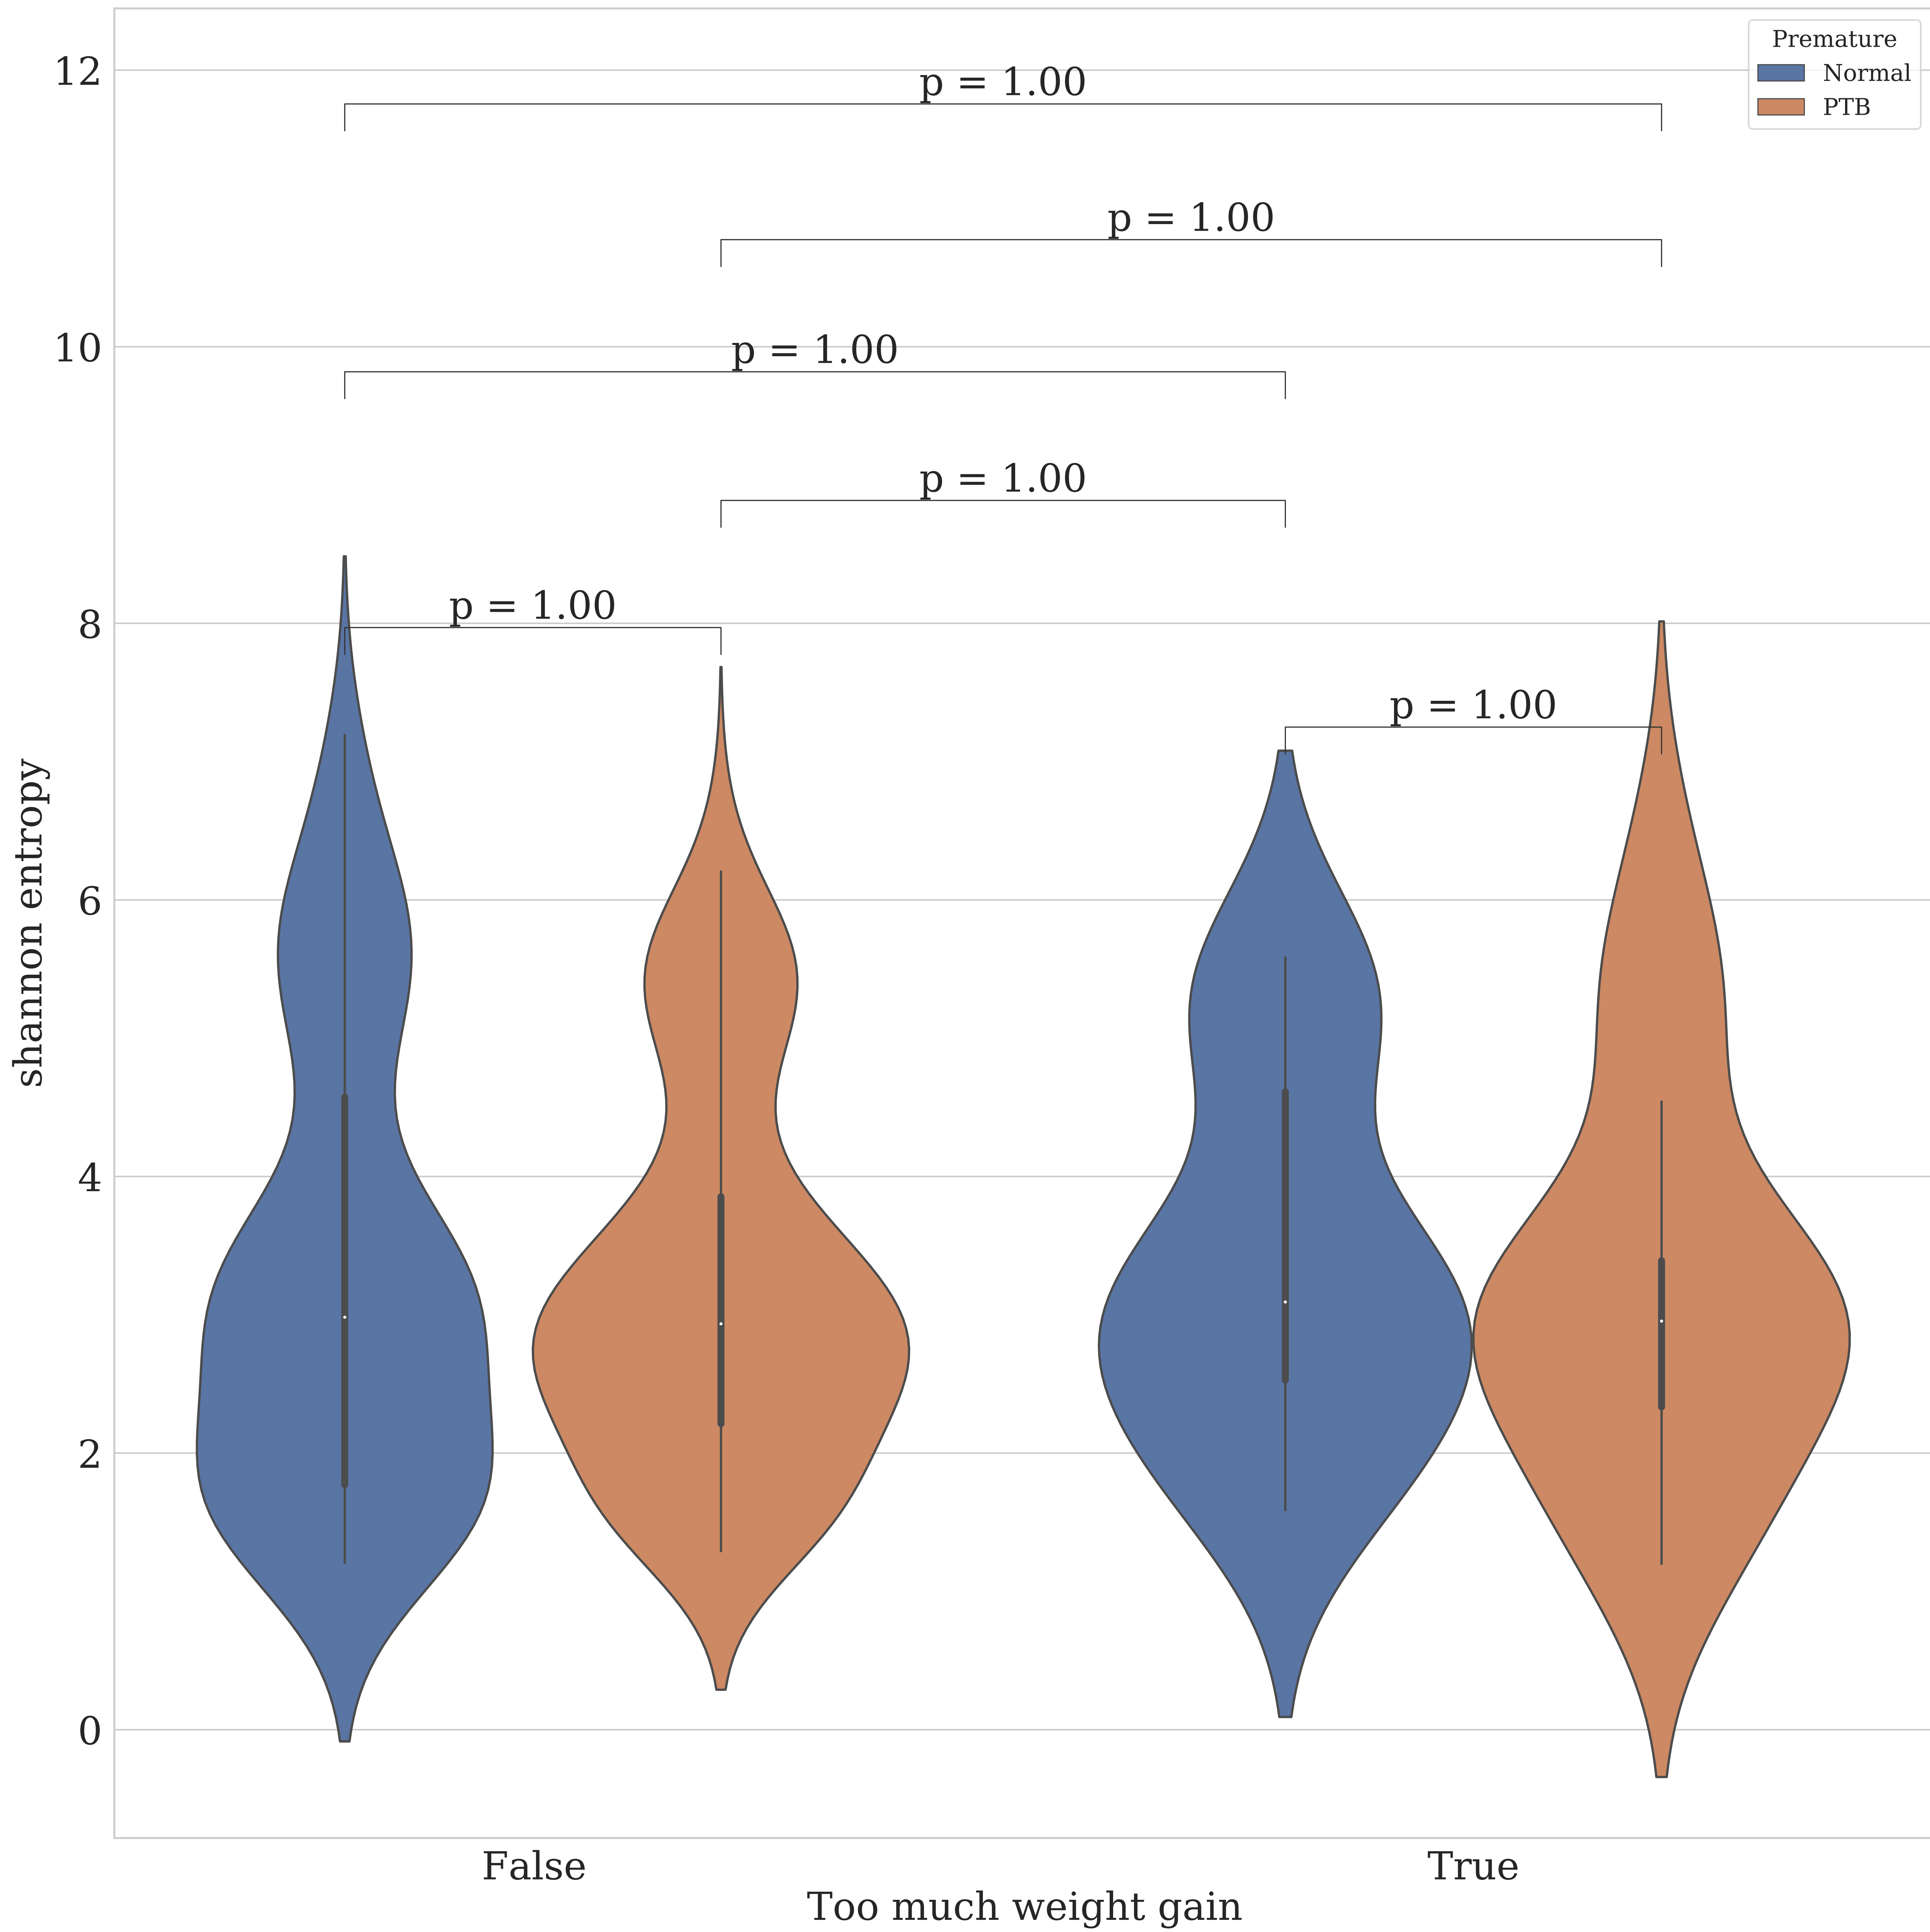 Premature
Normal
PTB
12
10
8
6
4
2
0
shannon entropy
p = 1.00
p = 1.00
p = 1.00
p = 1.00
p = 1.00
p = 1.00
False
True
Too much weight gain